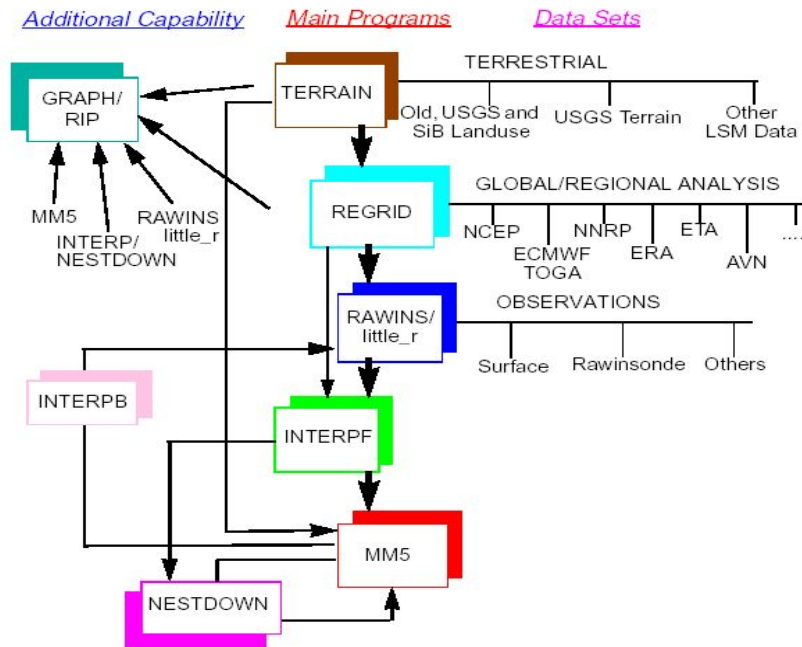 Additional Capability
Main Programs
Data Sets
GRAPH/
RIP
TERRAIN
TERRESTRIAL
Old, USGS and
SiB Landuse
USGS Terrain
Other
LSM Data
MM5
INTERP/
NESTDOWN
RAWINS
little_r
REGRID
GLOBAL/REGIONAL ANALYSIS
NCEP
ECMWF
TOGA
NNRP
ERA
ETA
AVN
....
RAWINS/
little_r
OBSERVATIONS
Surface
Rawinsonde
Others
INTERPB
INTERPF
MM5
NESTDOWN